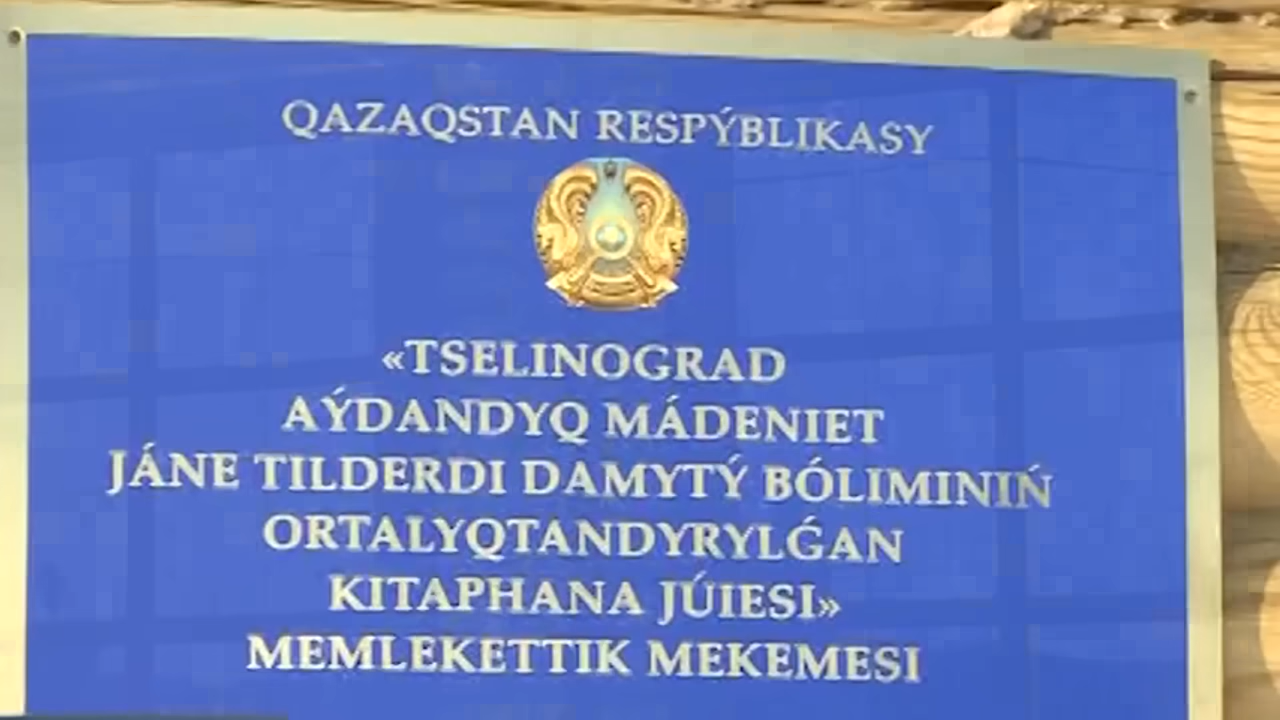 QAZAQSTAN RESPÝBLIKASY
«TSELINOGRAD
AÝDANDYQ MÁDENIET
JÁNE TILDERDI DAMYTÝ BÓLIMINIŃ
ORTALYQTANDYRYLǴAN
KITAPHANA JÚIESI»
MEMLEKETTIK MEKEMESI